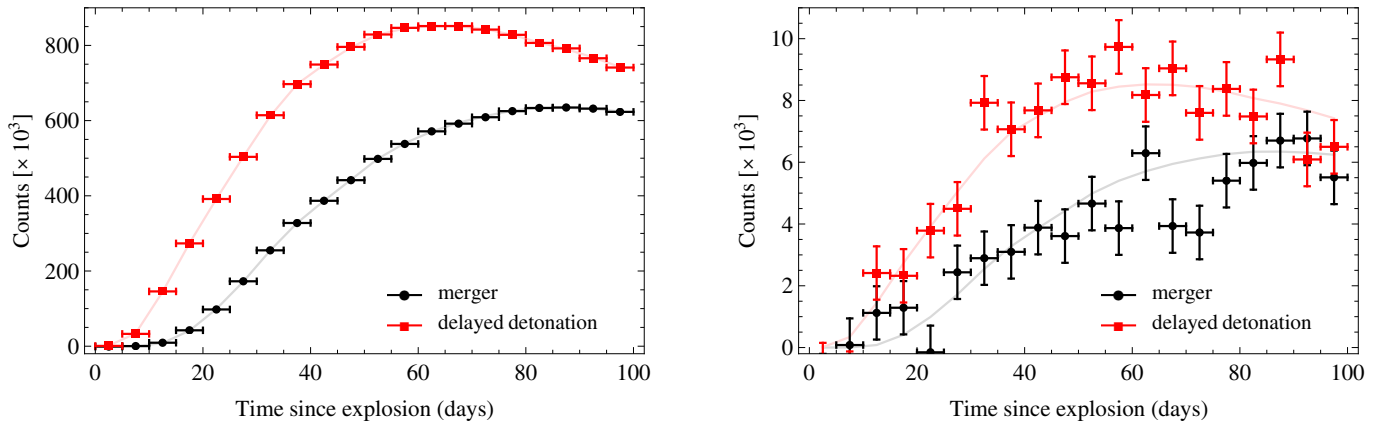 800
600
400
200
0
Counts [× 10³]
merger
delayed detonation
0 20 40 60 80 100
Time since explosion (days)
10
8
6
4
2
0
Counts [× 10³]
merger
delayed detonation
0 20 40 60 80 100
Time since explosion (days)